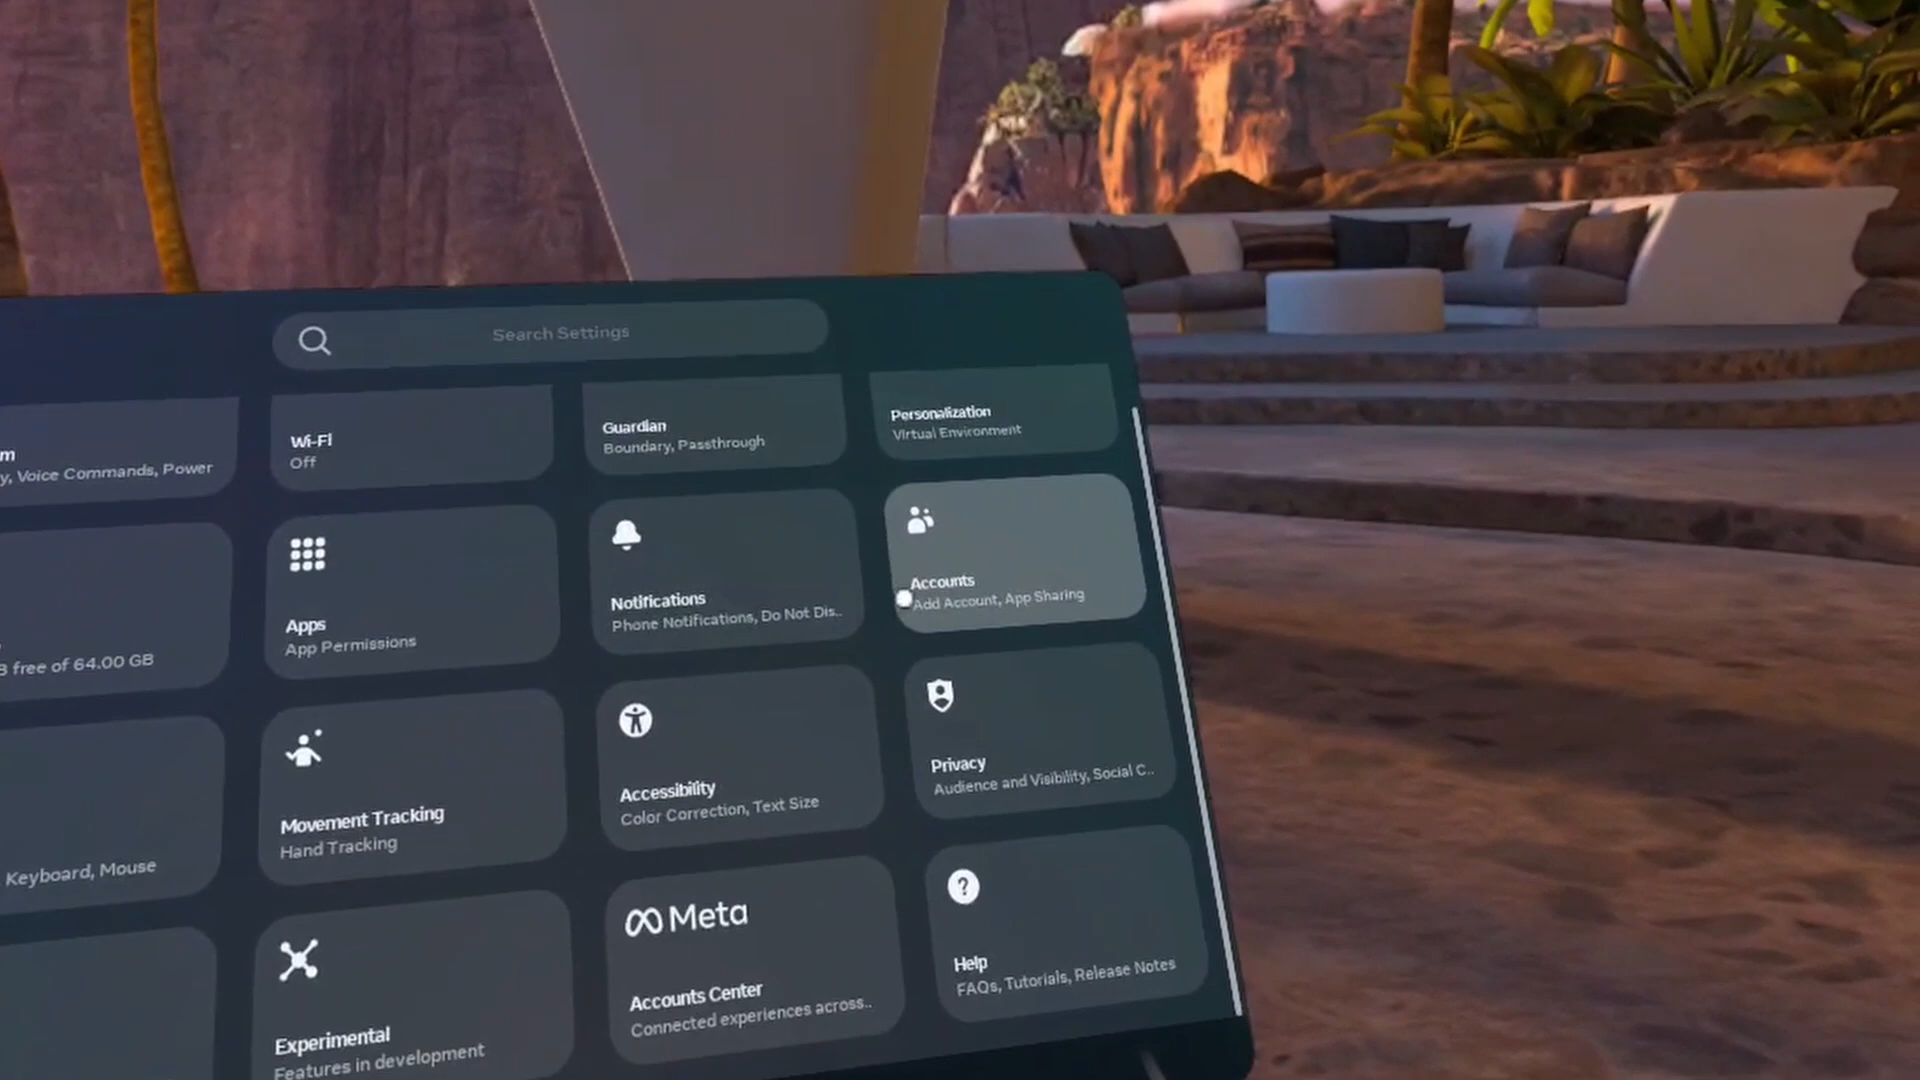 Search Settings
m
y, Voice Commands, Power
Wi-Fi
Off
Guardian
Boundary, Passthrough
Personalization
Virtual Environment
B free of 64.00 GB
Apps
App Permissions
Notifications
Phone Notifications, Do Not Dis..
Accounts
Add Account, App Sharing
Keyboard, Mouse
Movement Tracking
Hand Tracking
Accessibility
Color Correction, Text Size
Privacy
Audience and Visibility, Social C..
Experimental
Features in development
Meta
Accounts Center
Connected experiences across..
?
Help
FAQs, Tutorials, Release Notes